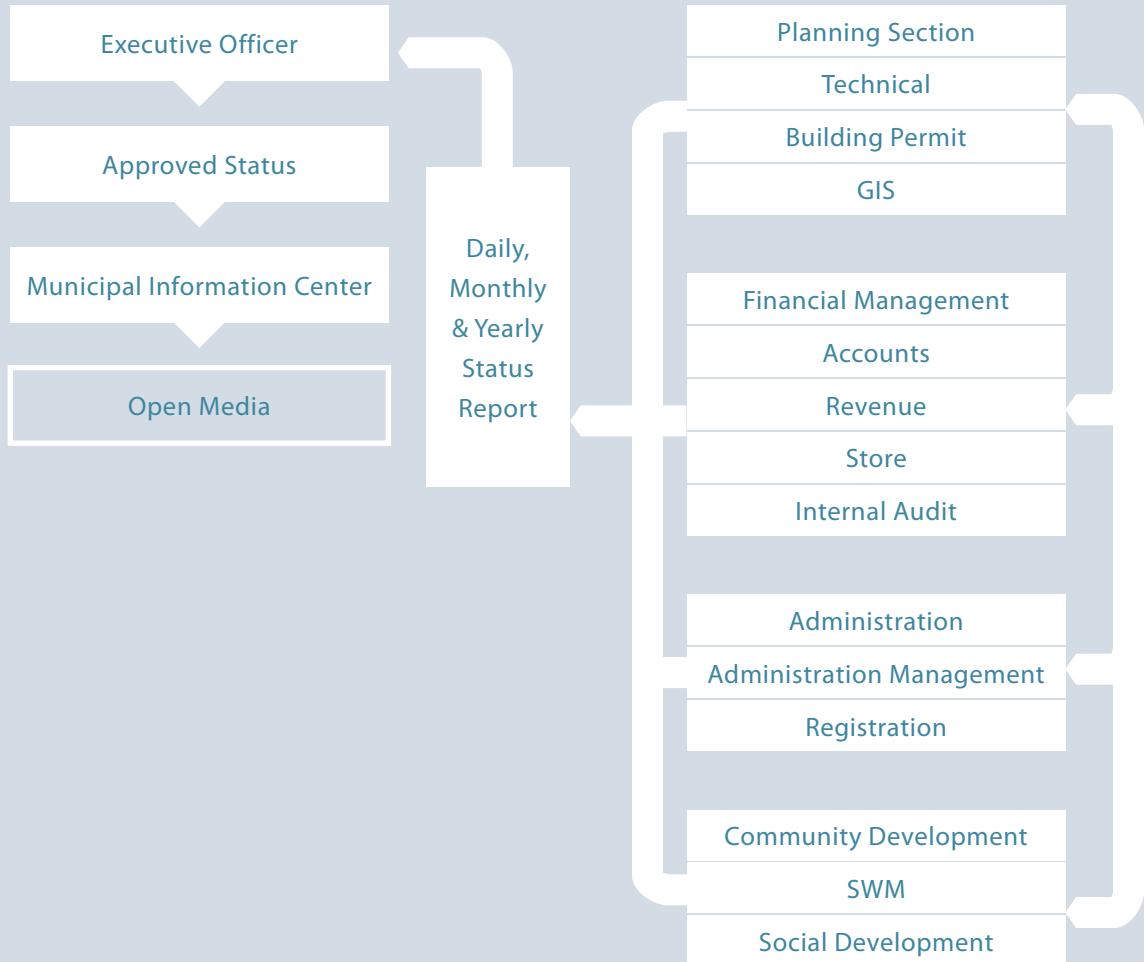 Executive Officer
Approved Status
Municipal Information Center
Open Media
Daily,
Monthly
& Yearly
Status
Report
Planning Section
Technical
Building Permit
GIS
Financial Management
Accounts
Revenue
Store
Internal Audit
Administration
Administration Management
Registration
Community Development
SWM
Social Development